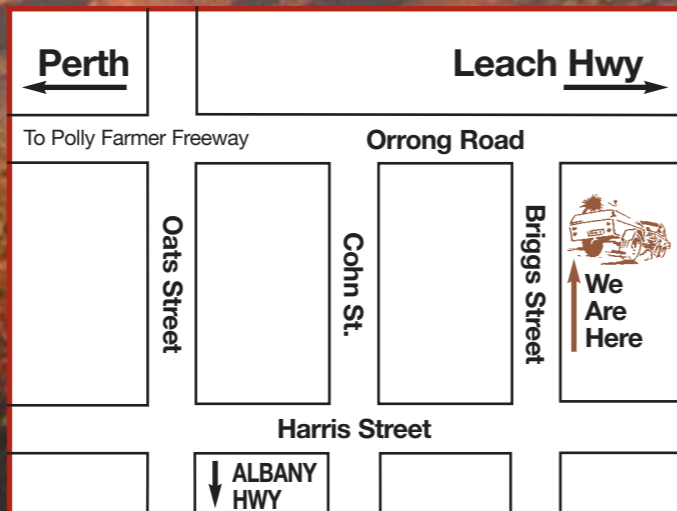 Perth
Leach Hwy
To Polly Farmer Freeway
Orrong Road
Oats Street
Cohn St.
Briggs Street
We
Are
Here
Harris Street
ALBANY
HWY